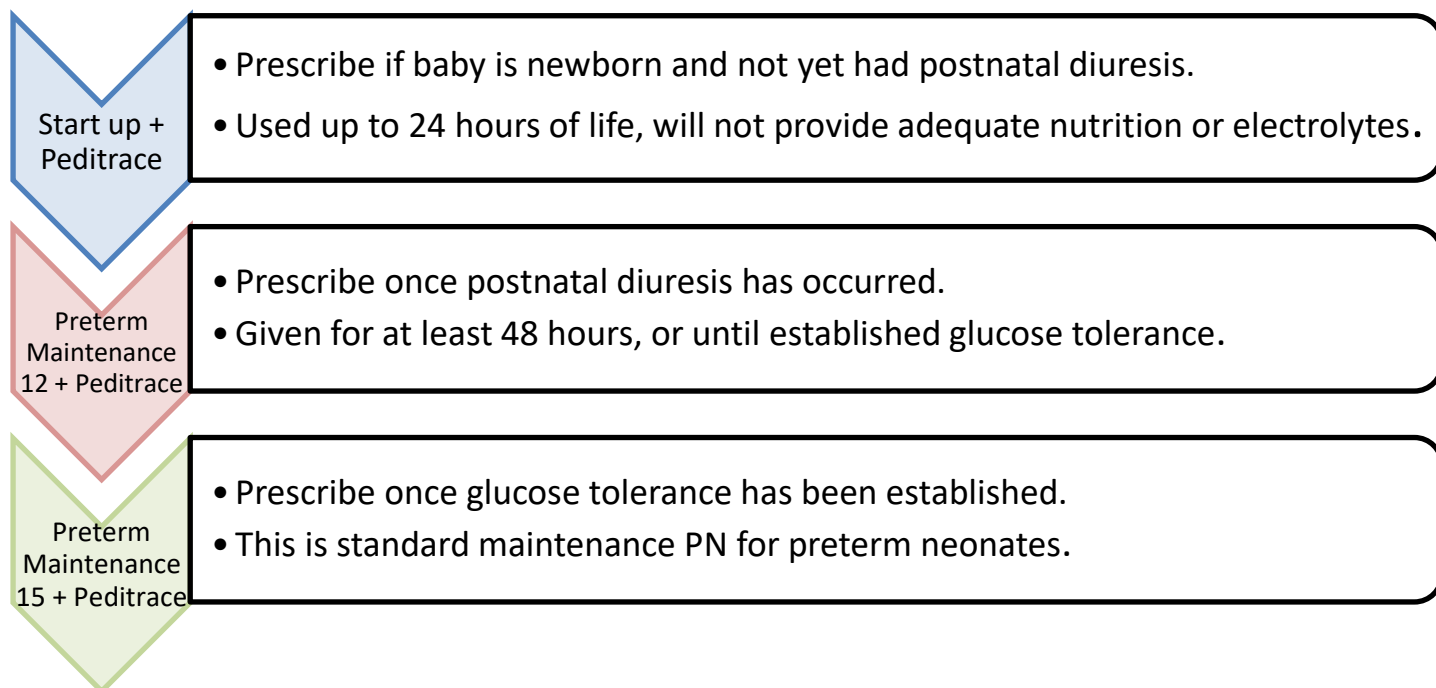 Start up +
Peditrace
• Prescribe if baby is newborn and not yet had postnatal diuresis.
• Used up to 24 hours of life, will not provide adequate nutrition or electrolytes.
Preterm
Maintenance
12 + Peditrace
• Prescribe once postnatal diuresis has occurred.
• Given for at least 48 hours, or until established glucose tolerance.
Preterm
Maintenance
15 + Peditrace
• Prescribe once glucose tolerance has been established.
• This is standard maintenance PN for preterm neonates.